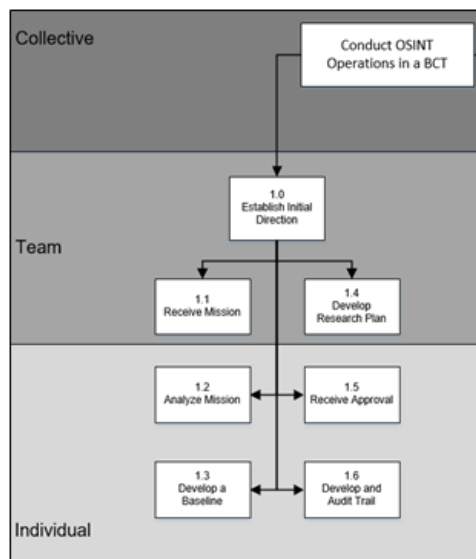 Collective
Conduct OSINT
Operations in a BCT
1.0
Establish Initial
Direction
Team
1.1
Receive Mission
1.4
Develop
Research Plan
1.2
Analyze Mission
1.5
Receive Approval
1.3
Develop a
Baseline
1.6
Develop and
Audit Trail
Individual